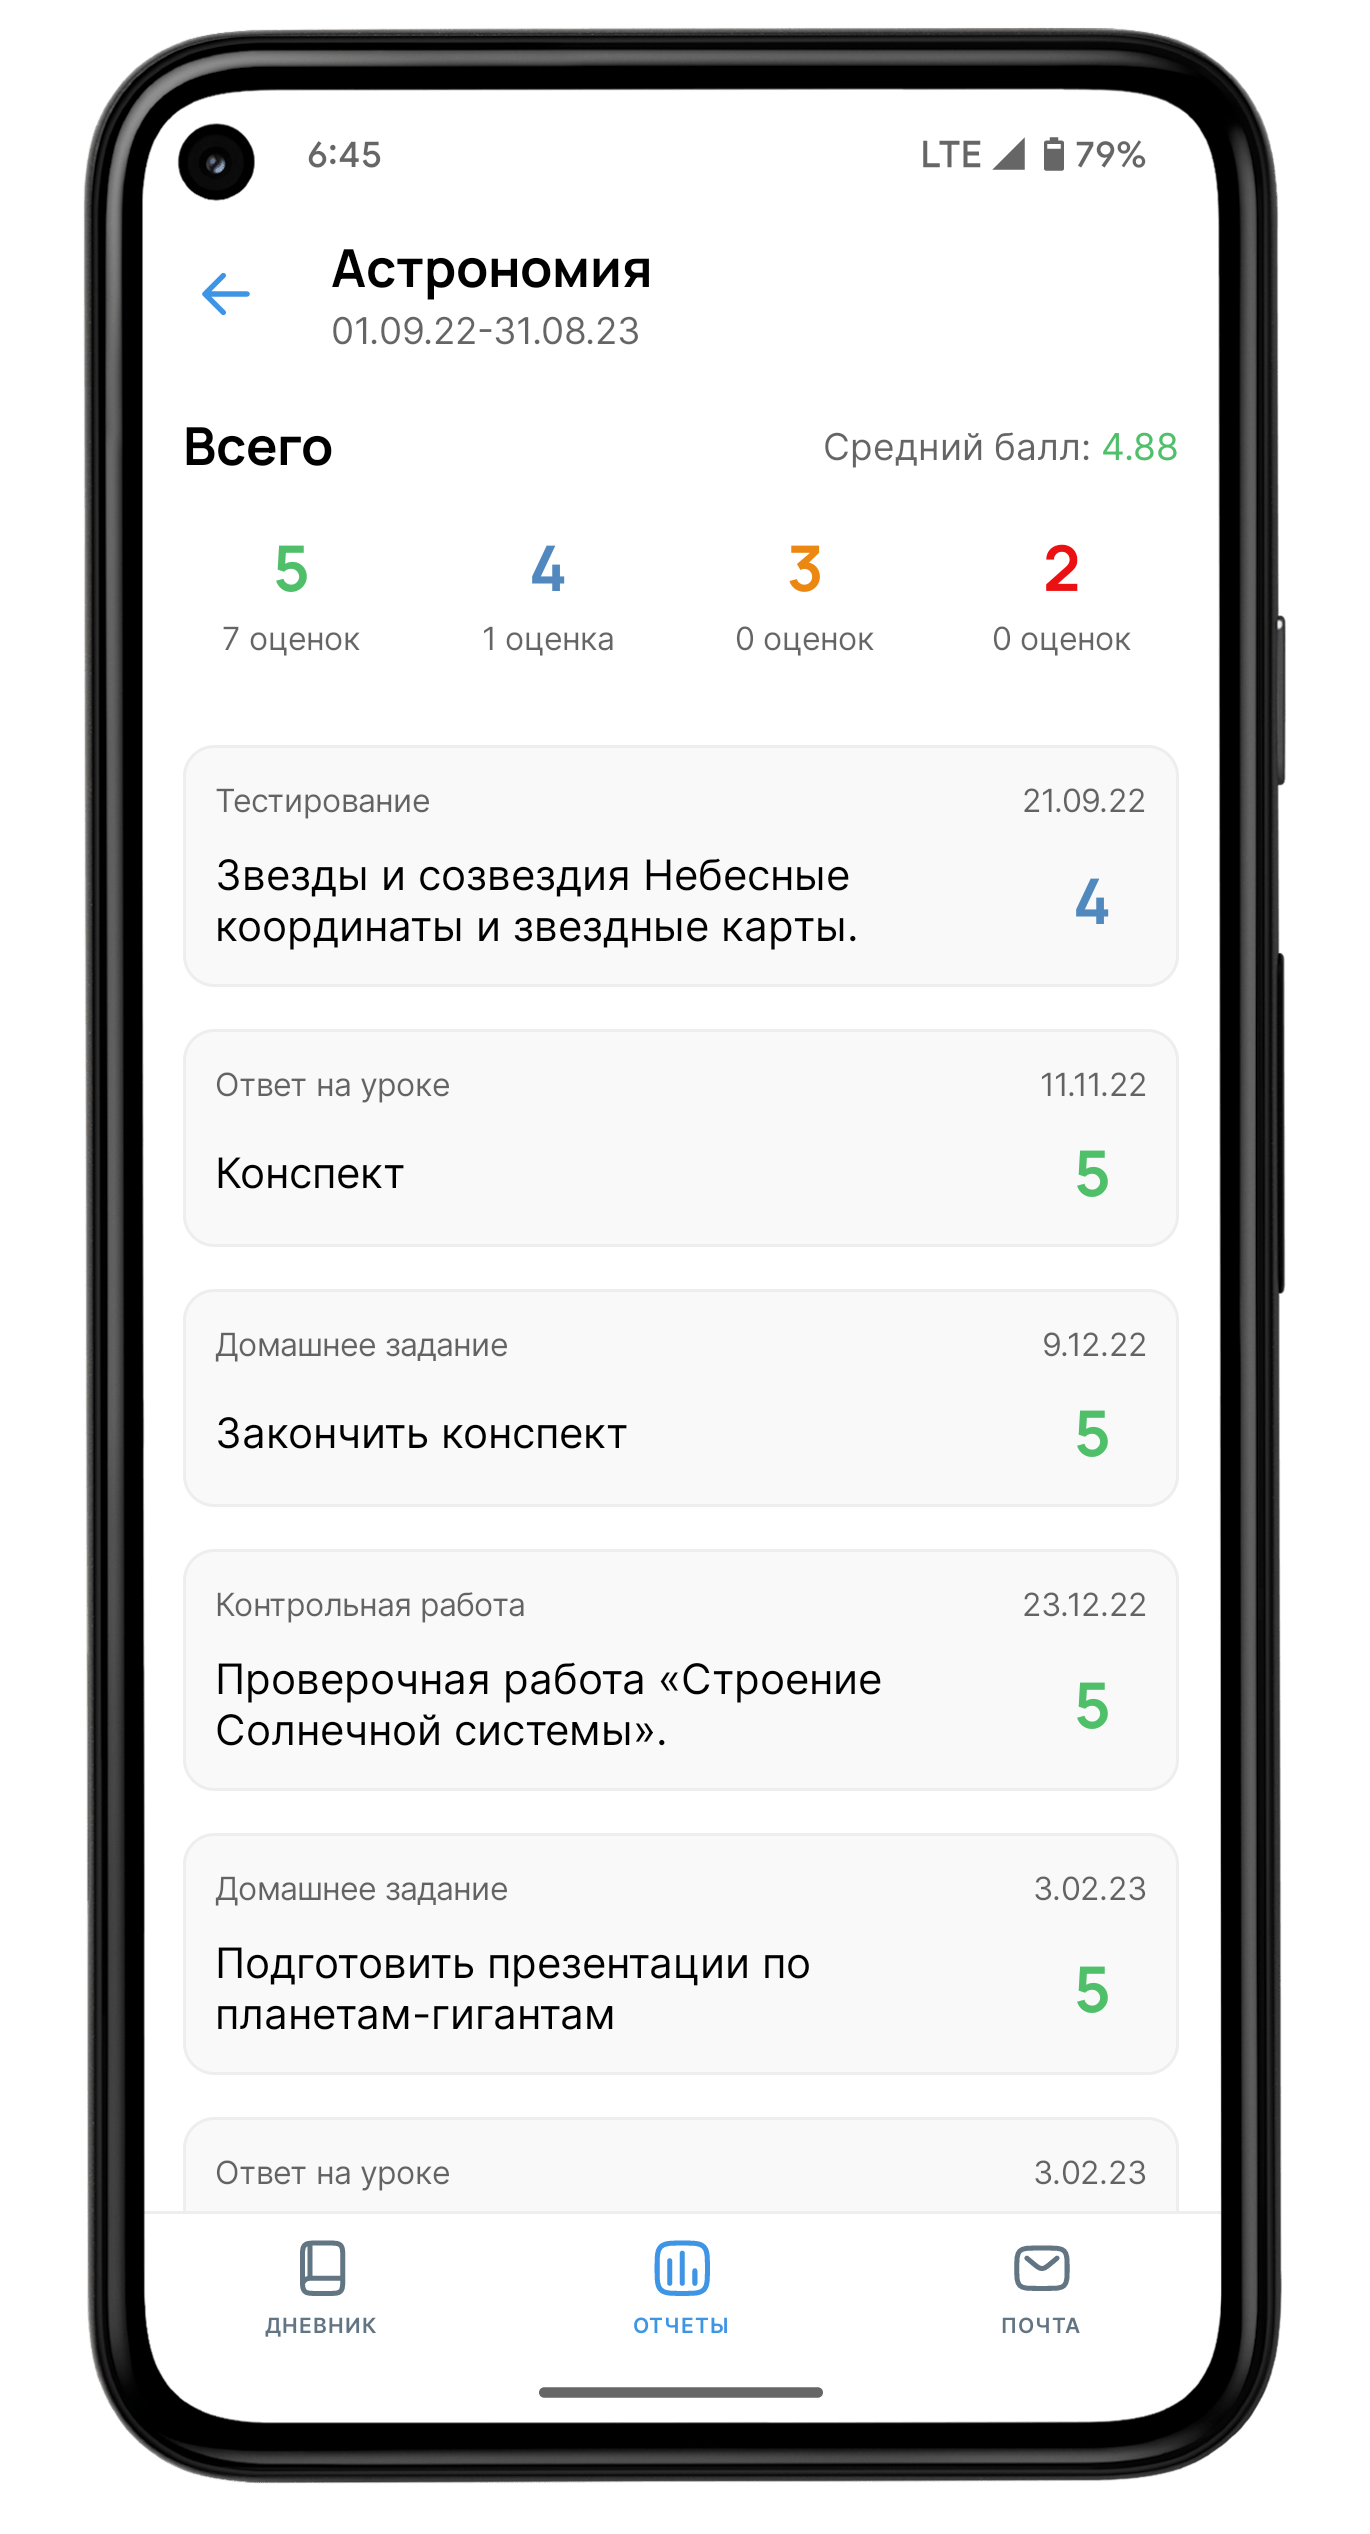 6:45
LTE 79%
Астрономия
01.09.22-31.08.23
Всего
Средний балл: 4.88
5 4 3 2
7 оценок 1 оценка 0 оценок 0 оценок
Тестирование 21.09.22
Звезды и созвездия Небесные
координаты и звездные карты.
4
Ответ на уроке 11.11.22
Конспект 5
Домашнее задание 9.12.22
Закончить конспект 5
Контрольная работа 23.12.22
Проверочная работа «Строение
Солнечной системы».
5
Домашнее задание 3.02.23
Подготовить презентации по
планетам-гигантам
5
Ответ на уроке 3.02.23
ДНЕВНИК ОТЧЕТЫ ПОЧТА